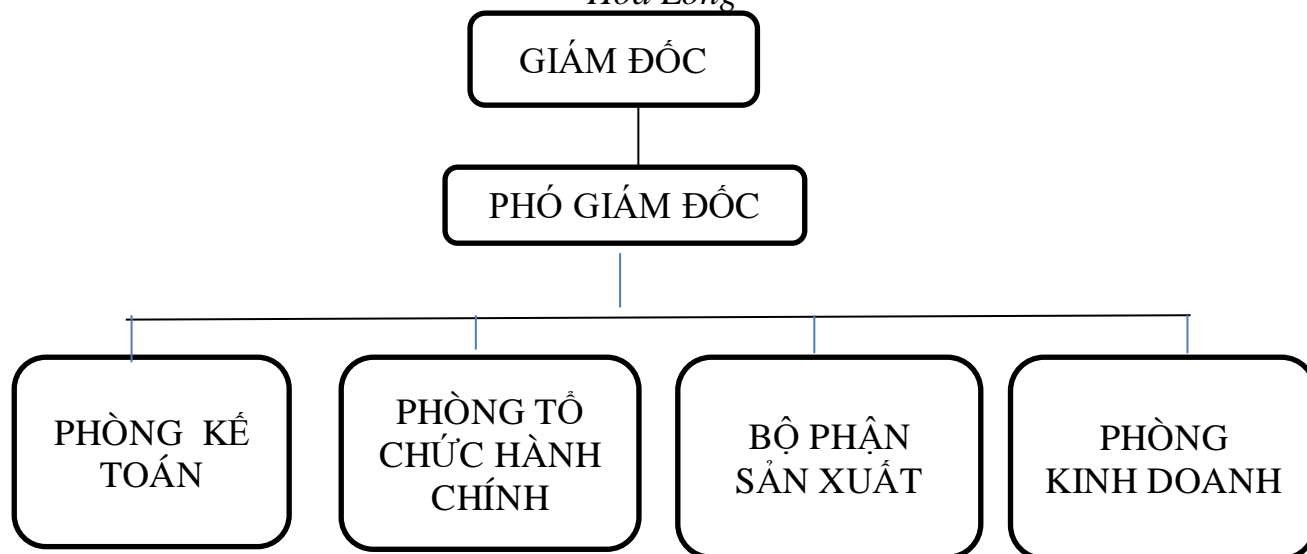 Long
GIÁM ĐỐC
PHÓ GIÁM ĐỐC
PHÒNG KẾ
TOÁN
PHÒNG TỔ
CHỨC HÀNH
CHÍNH
BỘ PHẬN
SẢN XUẤT
PHÒNG
KINH DOANH